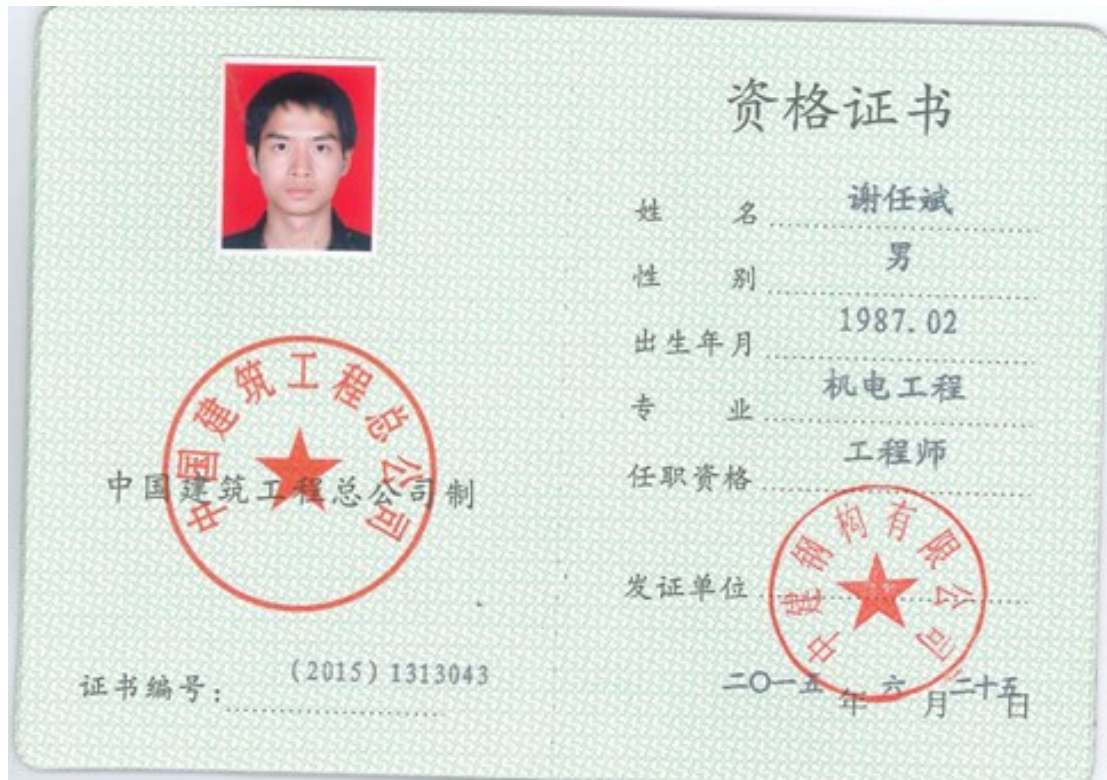 中国建筑工程总公司
中国建筑工程总公司制
证书编号：(2015)1313043
资格证书
姓名 谢任斌
性别 男
出生年月 1987.02
专业 机电工程
任职资格 工程师
发证单位
中建钢构有限公司
二〇一五年六月二十五日